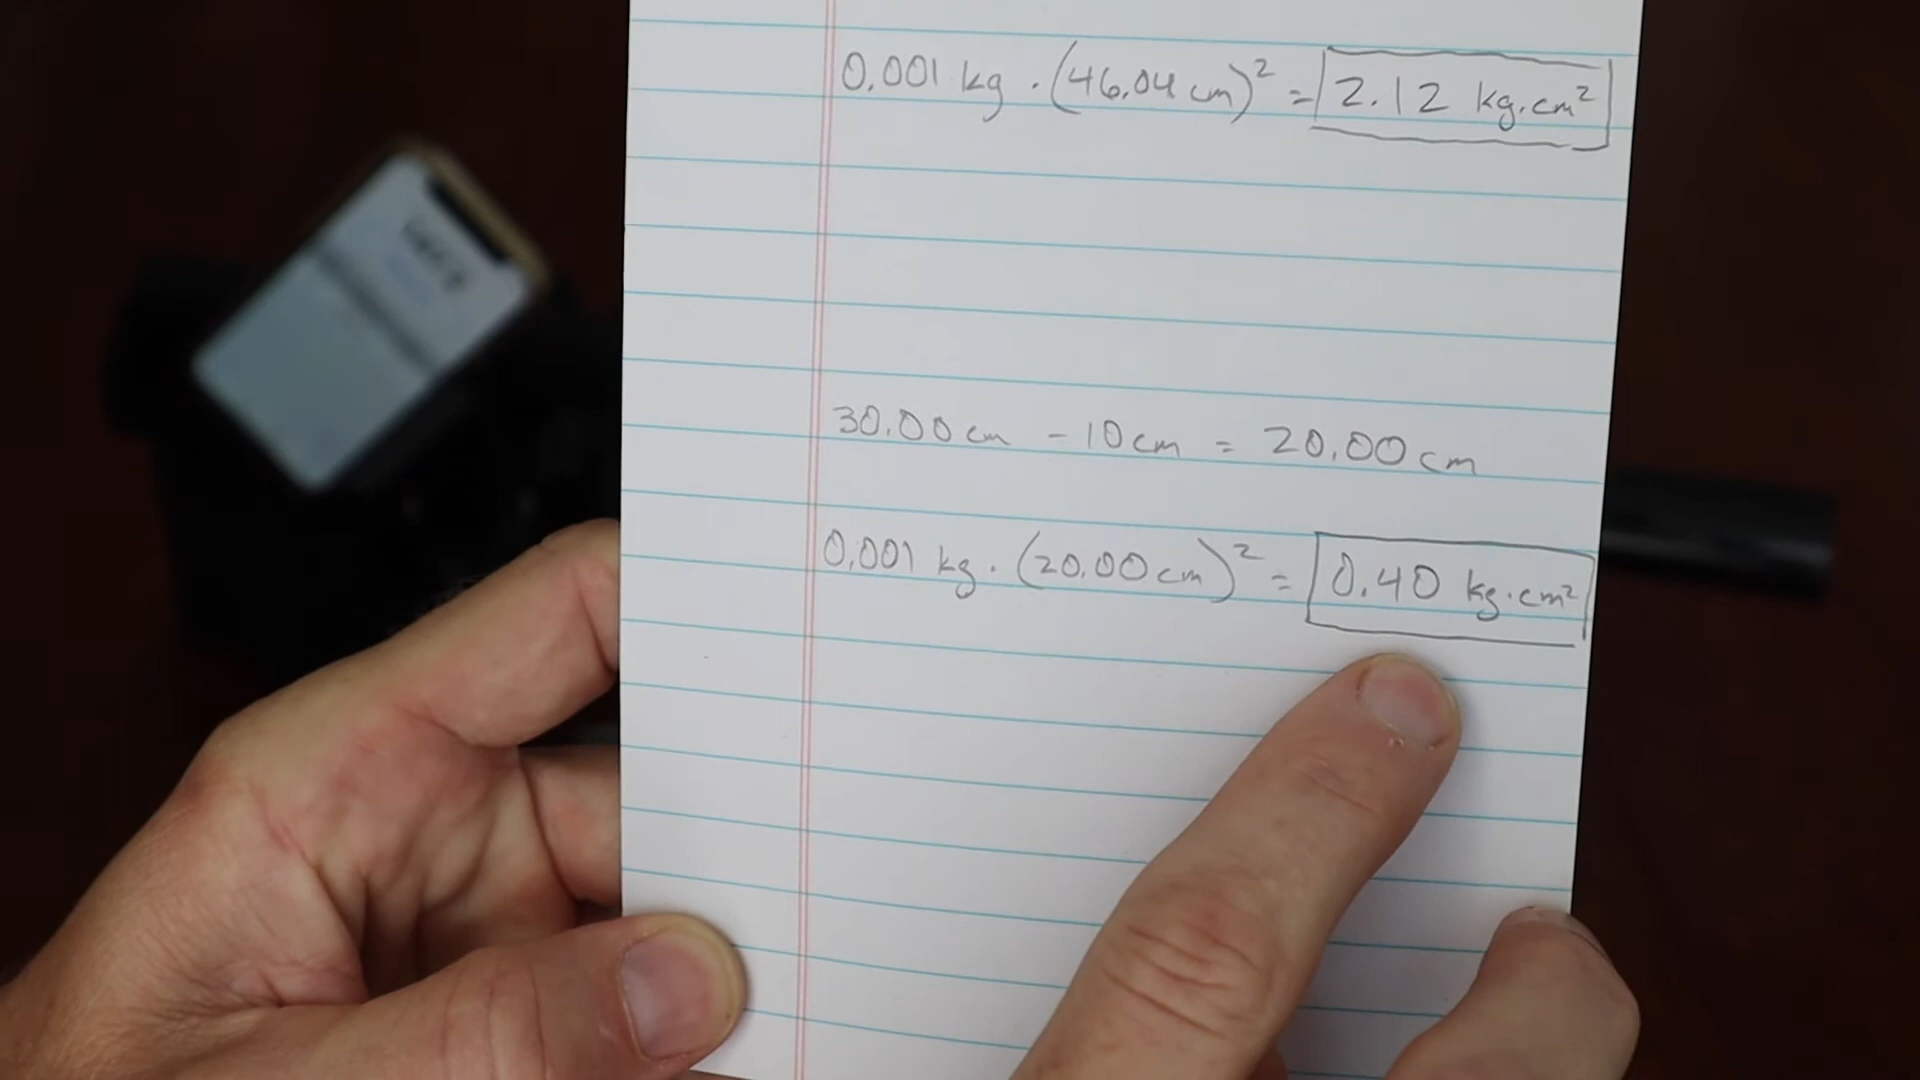 0.001 kg · (46.04 cm)² = 2.12 kg·cm²
30.00 cm - 10 cm = 20.00 cm
0.001 kg · (20.00 cm)² = 0.40 kg·cm²